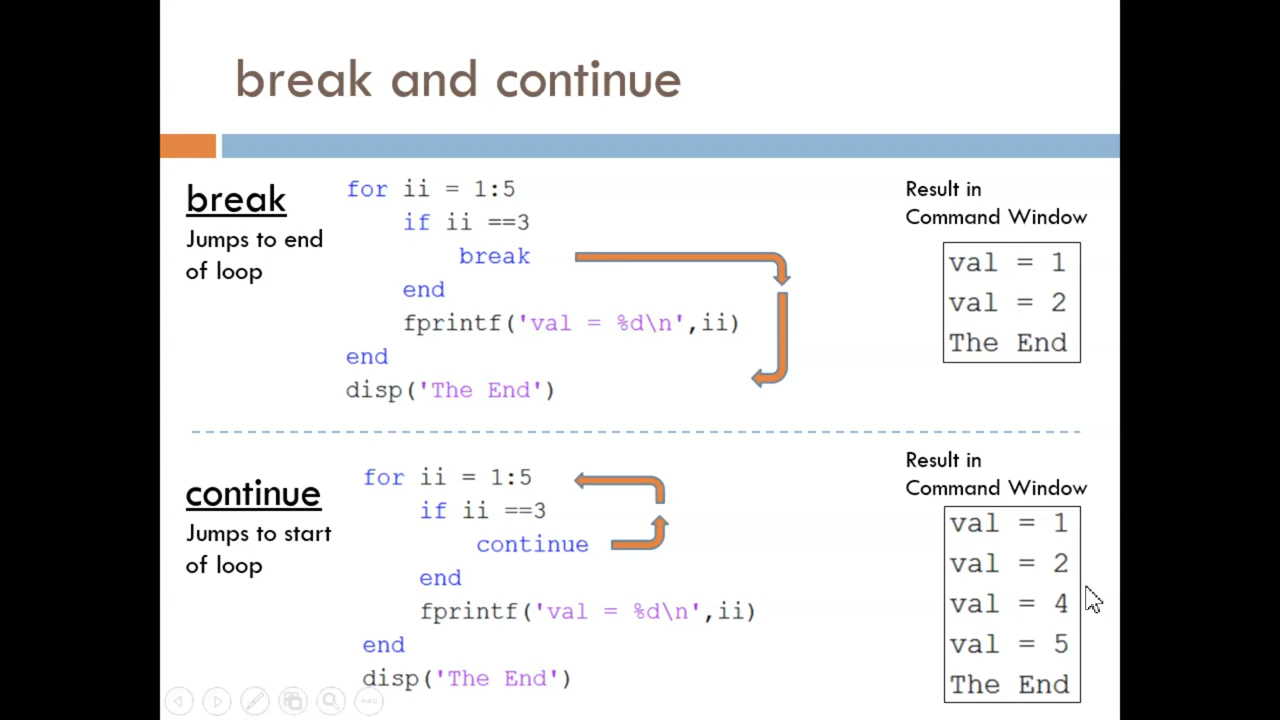 break and continue
break
Jumps to end
of loop
for ii = 1:5
    if ii ==3
        break
    end
    fprintf('val = %d\n',ii)
end
disp('The End')
Result in
Command Window
val = 1
val = 2
The End
continue
Jumps to start
of loop
for ii = 1:5
    if ii ==3
        continue
    end
    fprintf('val = %d\n',ii)
end
disp('The End')
Result in
Command Window
val = 1
val = 2
val = 4
val = 5
The End